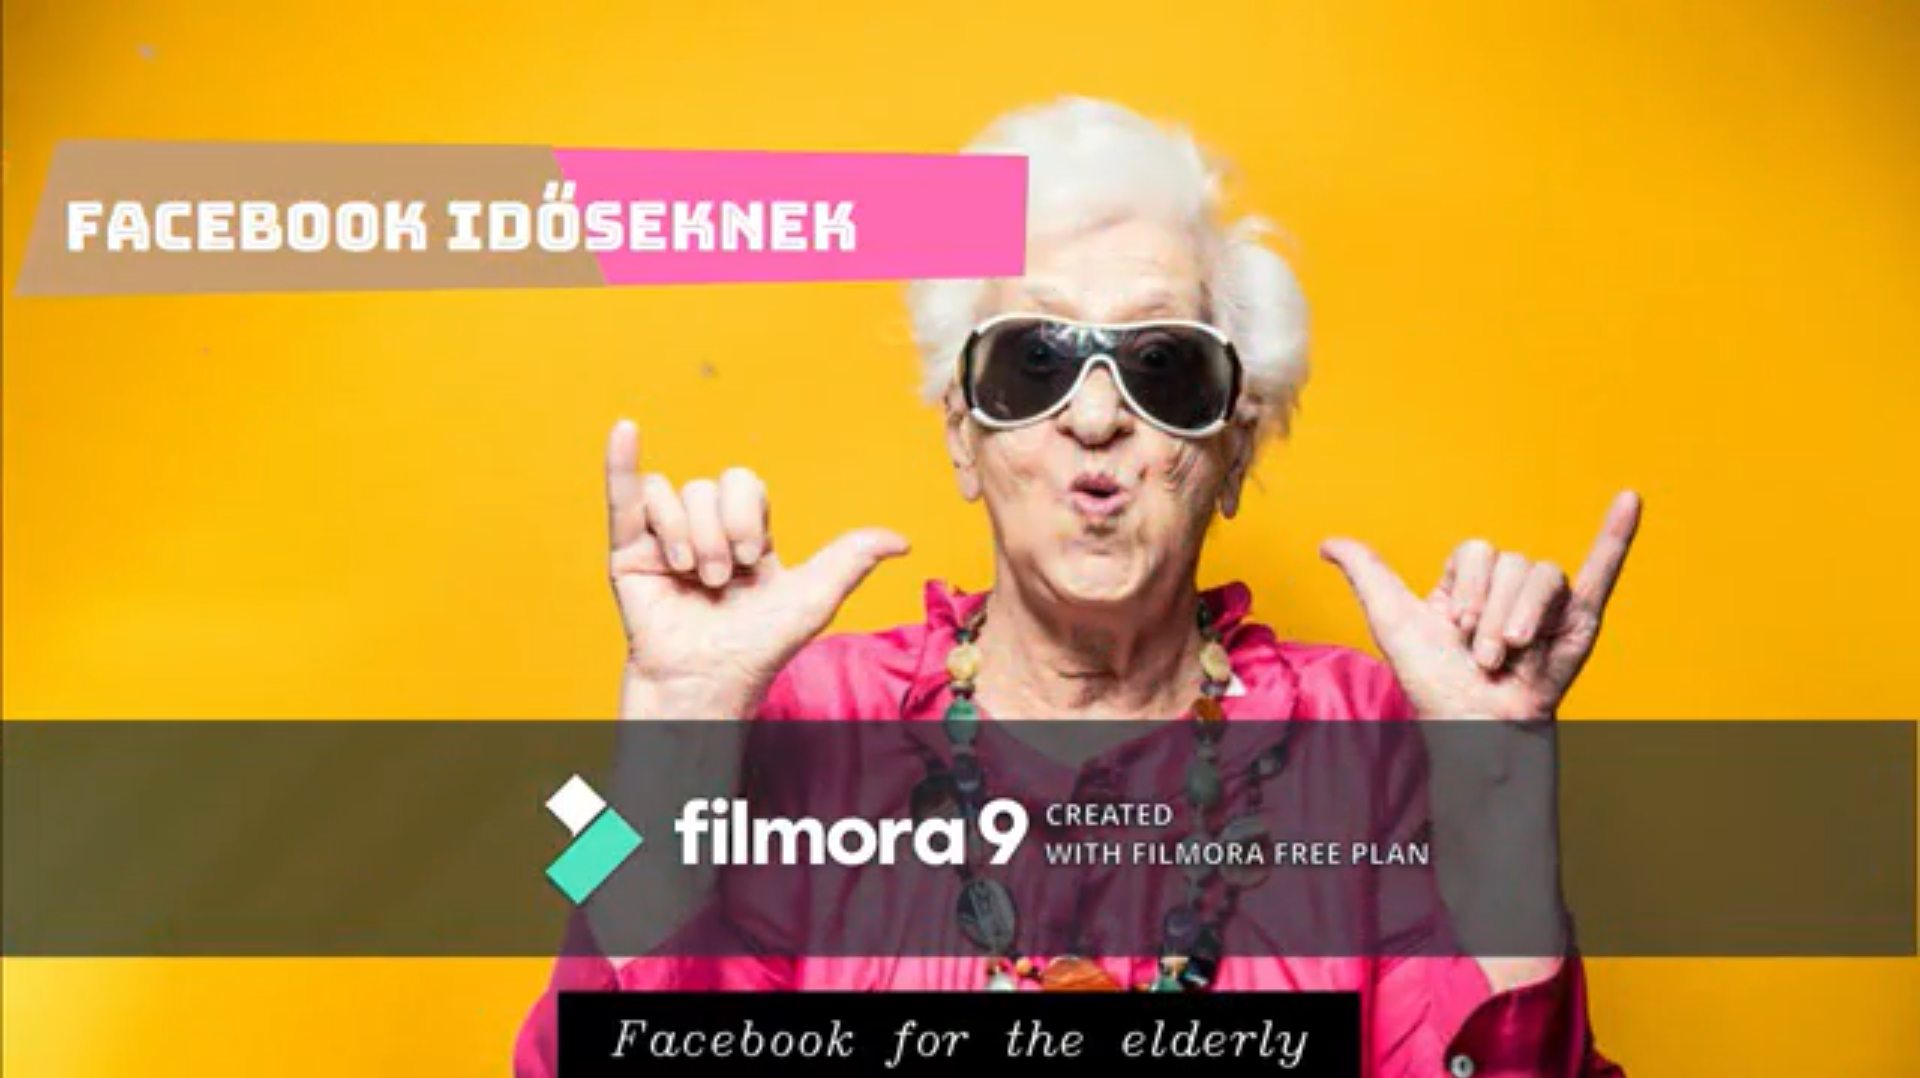 FACEBOOK IDŐSEKNEK
filmora9
CREATED
WITH FILMORA FREE PLAN
Facebook for the elderly